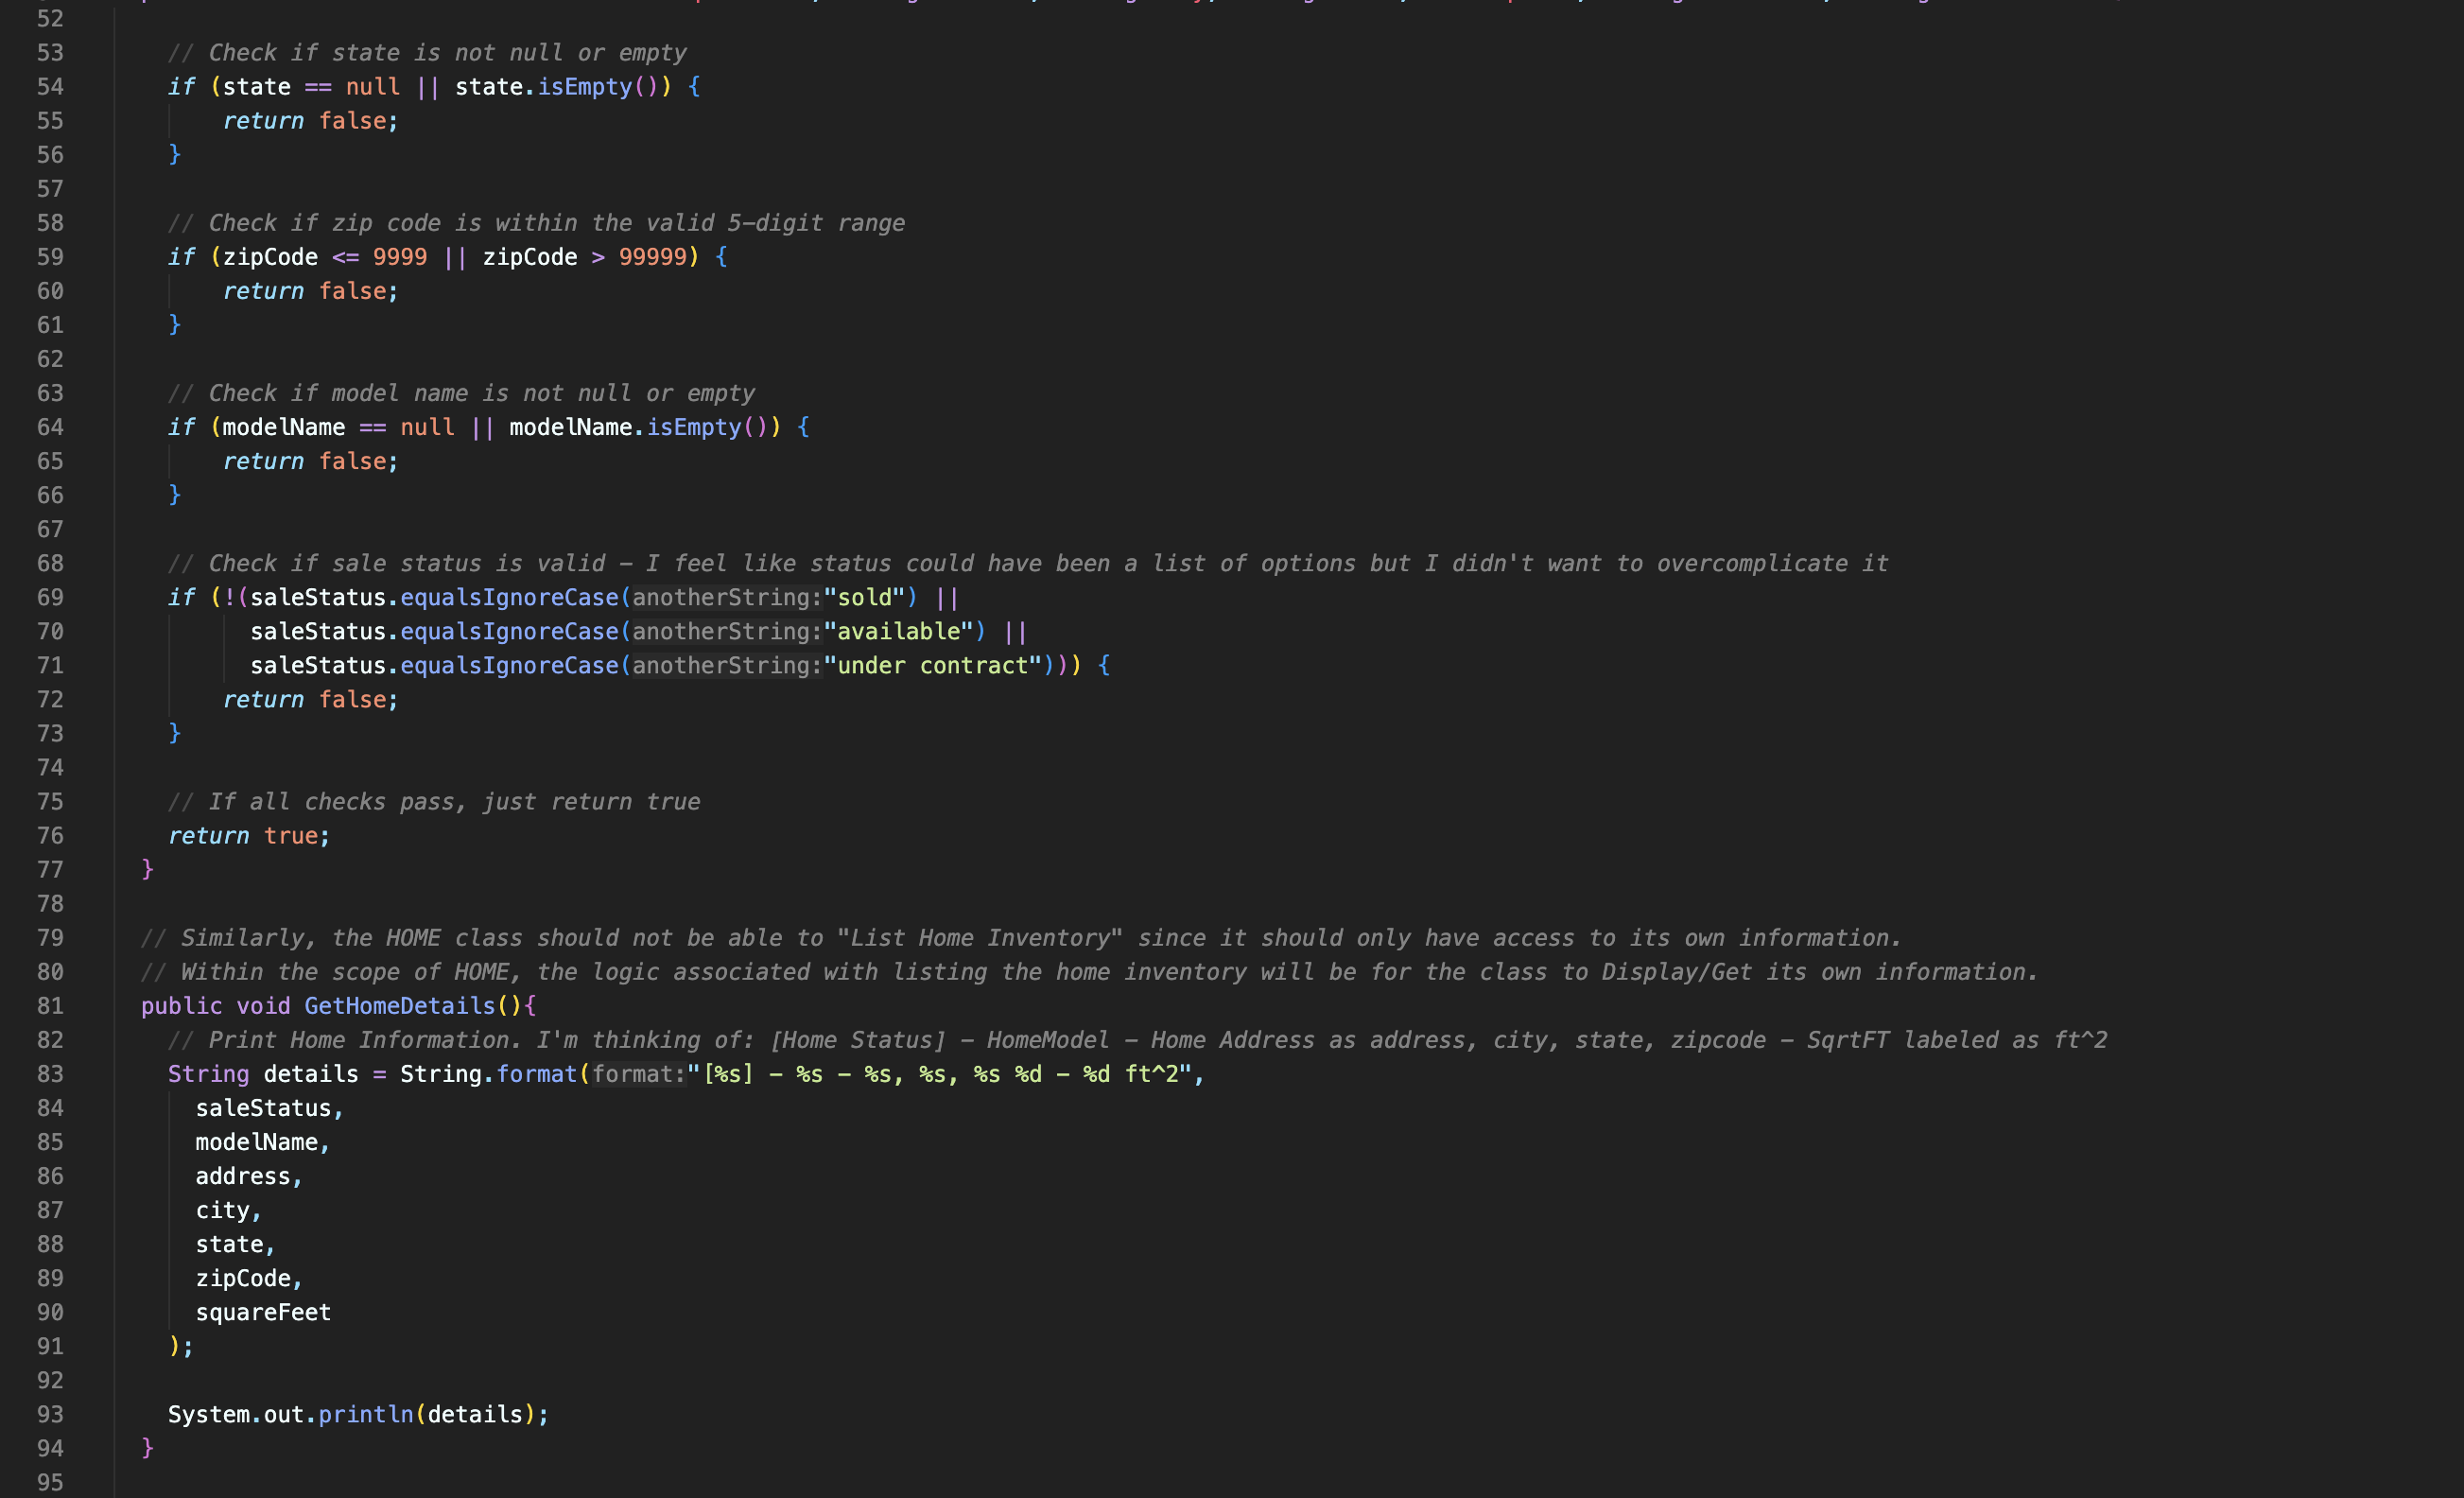 52
53 // Check if state is not null or empty
54 if (state == null || state.isEmpty()) {
55 return false;
56 }
57
58 // Check if zip code is within the valid 5-digit range
59 if (zipCode <= 9999 || zipCode > 99999) {
60 return false;
61 }
62
63 // Check if model name is not null or empty
64 if (modelName == null || modelName.isEmpty()) {
65 return false;
66 }
67
68 // Check if sale status is valid - I feel like status could have been a list of options but I didn't want to overcomplicate it
69 if (!(saleStatus.equalsIgnoreCase(anotherString:"sold") ||
70 saleStatus.equalsIgnoreCase(anotherString:"available") ||
71 saleStatus.equalsIgnoreCase(anotherString:"under contract"))) {
72 return false;
73 }
74
75 // If all checks pass, just return true
76 return true;
77 }
78
79 // Similarly, the HOME class should not be able to "List Home Inventory" since it should only have access to its own information.
80 // Within the scope of HOME, the logic associated with listing the home inventory will be for the class to Display/Get its own information.
81 public void GetHomeDetails(){
82 // Print Home Information. I'm thinking of: [Home Status] - HomeModel - Home Address as address, city, state, zipcode - SqrtFT labeled as ft^2
83 String details = String.format(format:"[%s] - %s - %s, %s, %s %d - %d ft^2",
84 saleStatus,
85 modelName,
86 address,
87 city,
88 state,
89 zipCode,
90 squareFeet
91 );
92
93 System.out.println(details);
94 }
95